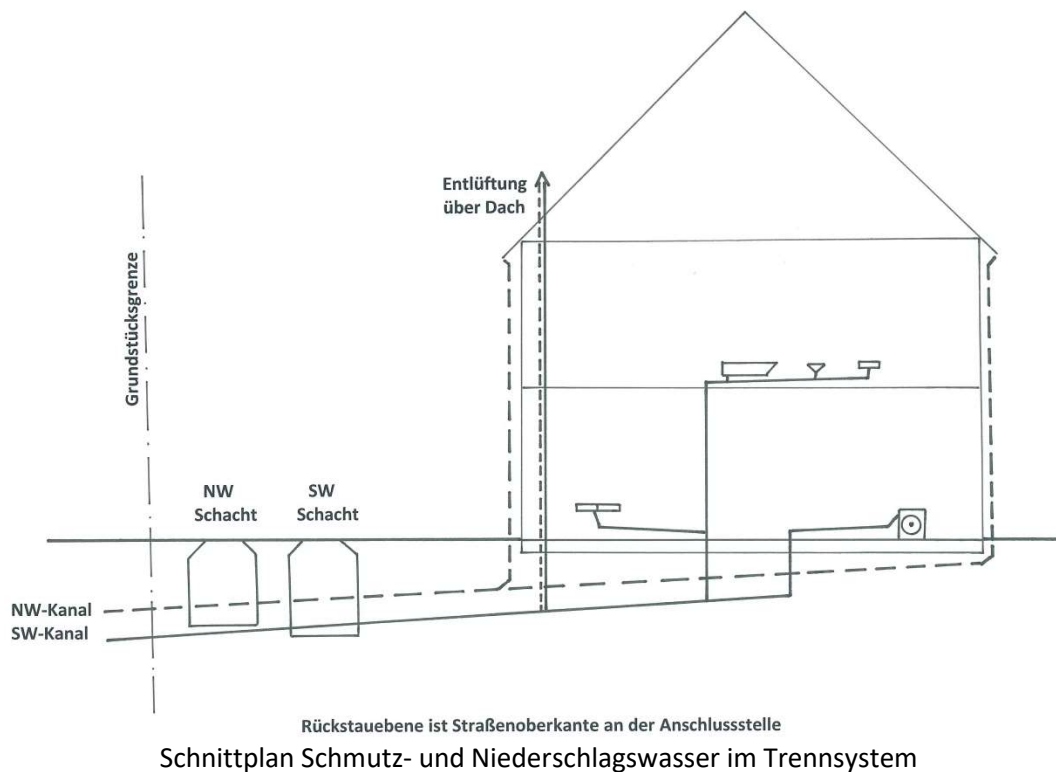 Entlüftung
über Dach
Grundstücksgrenze
NW
Schacht
SW
Schacht
NW-Kanal
SW-Kanal
Rückstauebene ist Straßenoberkante an der Anschlussstelle
Schnittplan Schmutz- und Niederschlagswasser im Trennsystem